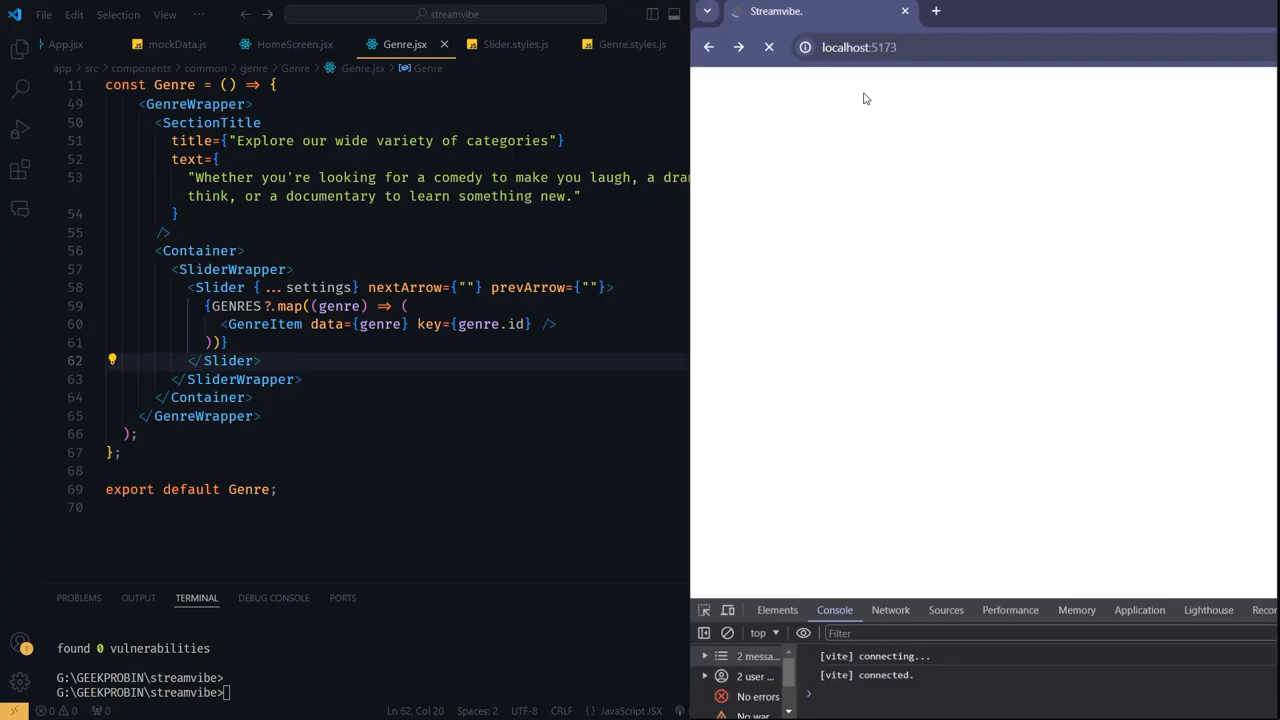 File Edit Selection View ··· streamvibe
App.jsx mockData.js HomeScreen.jsx Genre.jsx Slider.styles.js Genre.styles.js
app > src > components > common > genre > Genre > Genre.jsx > Genre
11 const Genre = () => {
49 <GenreWrapper>
50 <SectionTitle
51 title={"Explore our wide variety of categories"}
52 text={
53 "Whether you're looking for a comedy to make you laugh, a dra
think, or a documentary to learn something new."
54 }
55 />
56 <Container>
57 <SliderWrapper>
58 <Slider {...settings} nextArrow={""} prevArrow={""}>
59 {GENRES?.map((genre) => (
60 <GenreItem data={genre} key={genre.id} />
61 ))}
62 </Slider>
63 </SliderWrapper>
64 </Container>
65 </GenreWrapper>
66 );
67 };
68
69 export default Genre;
70
PROBLEMS OUTPUT TERMINAL DEBUG CONSOLE PORTS
found 0 vulnerabilities
G:\GEEKPROBIN\streamvibe>
G:\GEEKPROBIN\streamvibe>
0 0 0 Ln 62, Col 20 Spaces: 2 UTF-8 CRLF { } JavaScript JSX
Streamvibe.
localhost:5173
Elements Console Network Sources Performance Memory Application Lighthouse Recor
top Filter
2 messa... [vite] connecting...
2 user ... [vite] connected.
No errors
No war